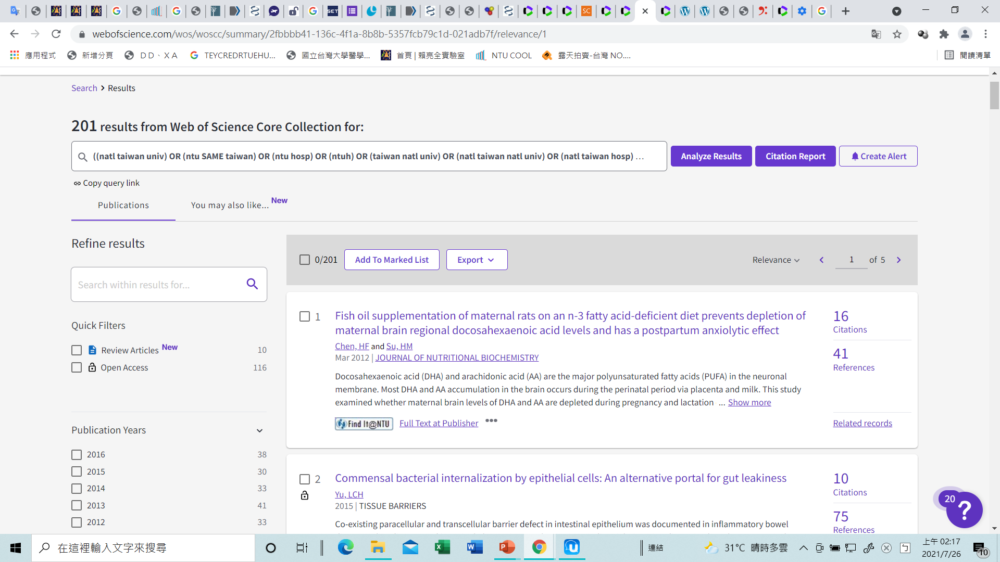 SET
SC
webofscience.com/wos/woscc/summary/2fbbbb41-136c-4f1a-8b8b-5357fcb79c1d-021adb7f/relevance/1
應用程式
新增分頁
ＤＤ、ＸＡ
TEYCREDRTUEHU...
國立台灣大學醫學...
首頁 | 賴亮全實驗室
NTU COOL
露天拍賣-台灣 NO....
閱讀清單
Search > Results
201 results from Web of Science Core Collection for:
((natl taiwan univ) OR (ntu SAME taiwan) OR (ntu hosp) OR (ntuh) OR (taiwan natl univ) OR (natl taiwan natl univ) OR (natl taiwan hosp) ...
Analyze Results
Citation Report
Create Alert
Copy query link
Publications
You may also like... New
Refine results
Search within results for...
Quick Filters
Review Articles New 10
Open Access 116
Publication Years
2016 38
2015 30
2014 33
2013 41
2012 33
0/201
Add To Marked List
Export
Relevance
1 of 5
1
Fish oil supplementation of maternal rats on an n-3 fatty acid-deficient diet prevents depletion of
maternal brain regional docosahexaenoic acid levels and has a postpartum anxiolytic effect
Chen, HF and Su, HM
Mar 2012 | JOURNAL OF NUTRITIONAL BIOCHEMISTRY
Docosahexaenoic acid (DHA) and arachidonic acid (AA) are the major polyunsaturated fatty acids (PUFA) in the neuronal
membrane. Most DHA and AA accumulation in the brain occurs during the perinatal period via placenta and milk. This study
examined whether maternal brain levels of DHA and AA are depleted during pregnancy and lactation ... Show more
Find It@NTU
Full Text at Publisher
16
Citations
41
References
Related records
2
Commensal bacterial internalization by epithelial cells: An alternative portal for gut leakiness
Yu, LCH
2015 | TISSUE BARRIERS
Co-existing paracellular and transcellular barrier defect in intestinal epithelium was documented in inflammatory bowel
10
Citations
75
References
20
?
在這裡輸入文字來搜尋
連結
31°C 晴時多雲
ㄅ
上午 02:17
2021/7/26
10